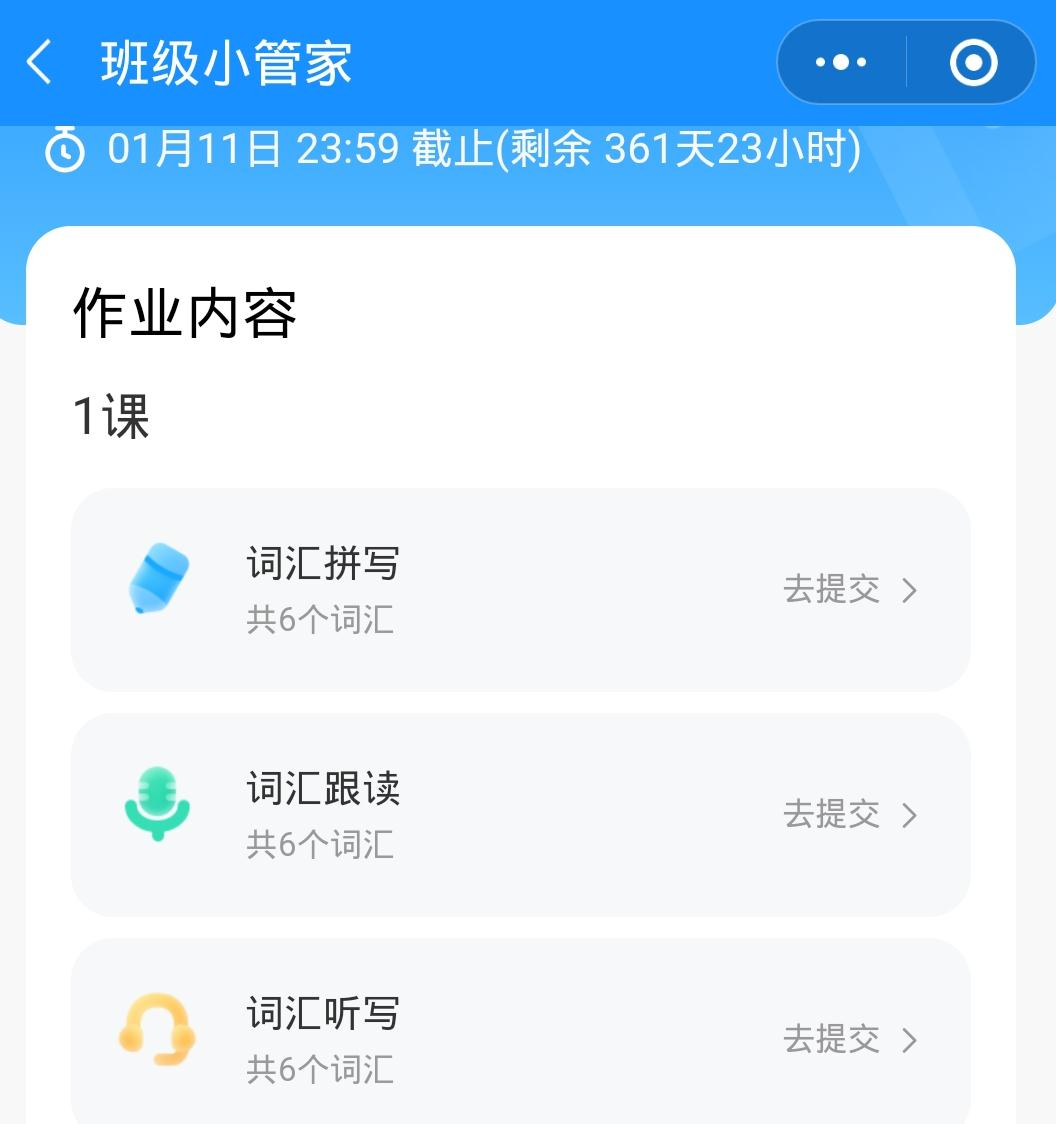 班级小管家
01月11日 23:59 截止(剩余 361天23小时)
作业内容
1课
词汇拼写
共6个词汇
去提交
词汇跟读
共6个词汇
去提交
词汇听写
共6个词汇
去提交